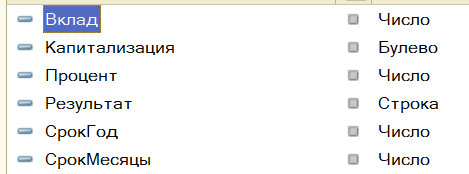 Вклад Число
Капитализация Булево
Процент Число
Результат Строка
СрокГод Число
СрокМесяцы Число